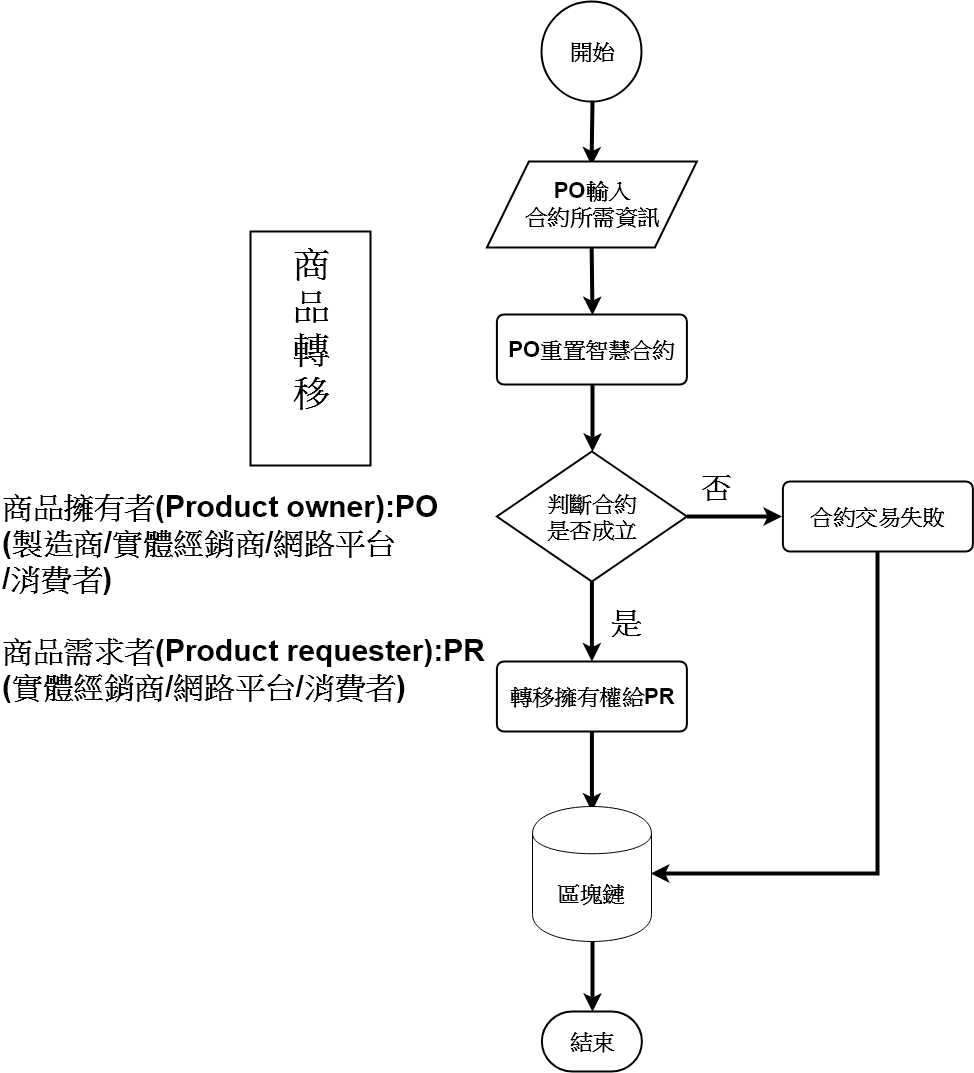 開始
PO輸入
合約所需資訊
商
品
轉
移
PO重置智慧合約
判斷合約
是否成立
否
合約交易失敗
商品擁有者(Product owner):PO
(製造商/實體經銷商/網路平台
/消費者)
是
商品需求者(Product requester):PR
(實體經銷商/網路平台/消費者)
轉移擁有權給PR
區塊鏈
結束